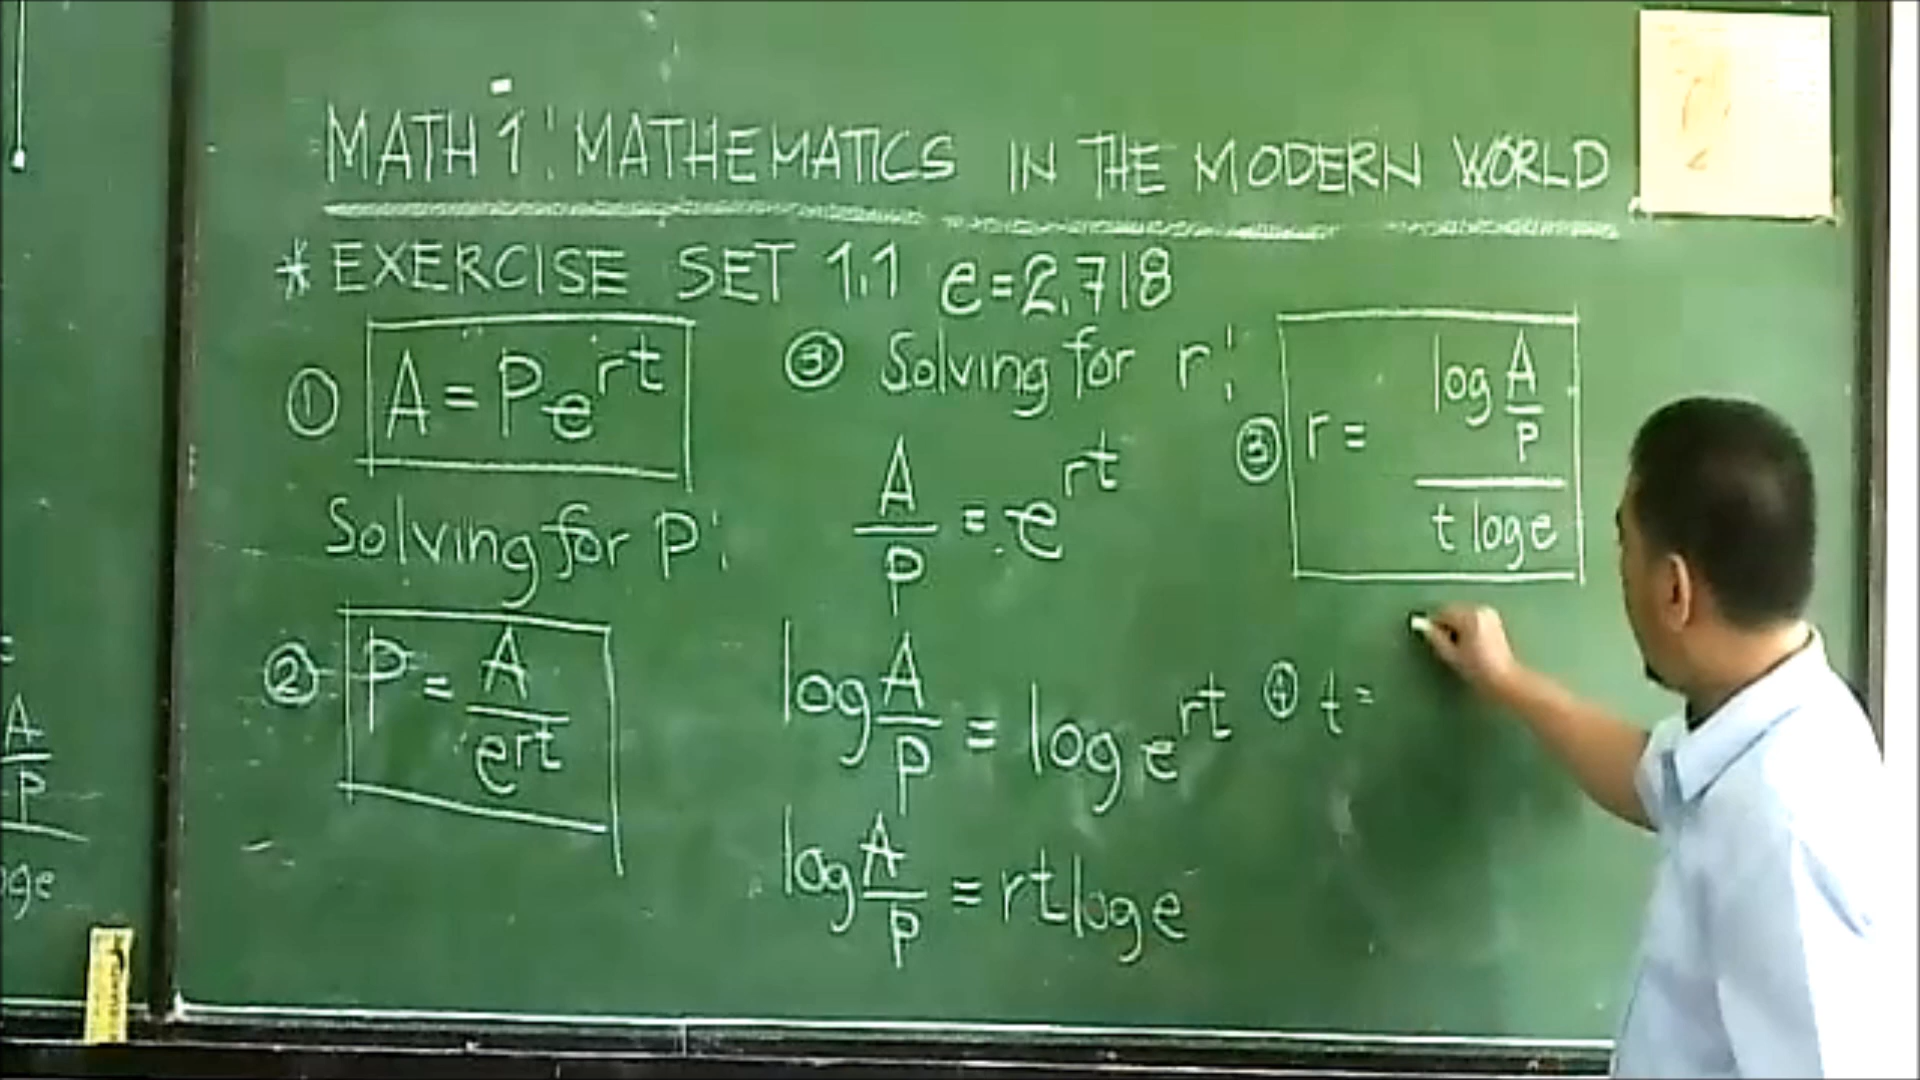 MATH 1: MATHEMATICS IN THE MODERN WORLD
* EXERCISE SET 1.1 e=2.718
① A = Pe^rt
Solving for P:
② P = A/e^rt
③ Solving for r:
A/P = e^rt
log A/P = log e^rt
log A/P = rt log e
③ r = log A/P / t log e
④ t =
A/P
oge